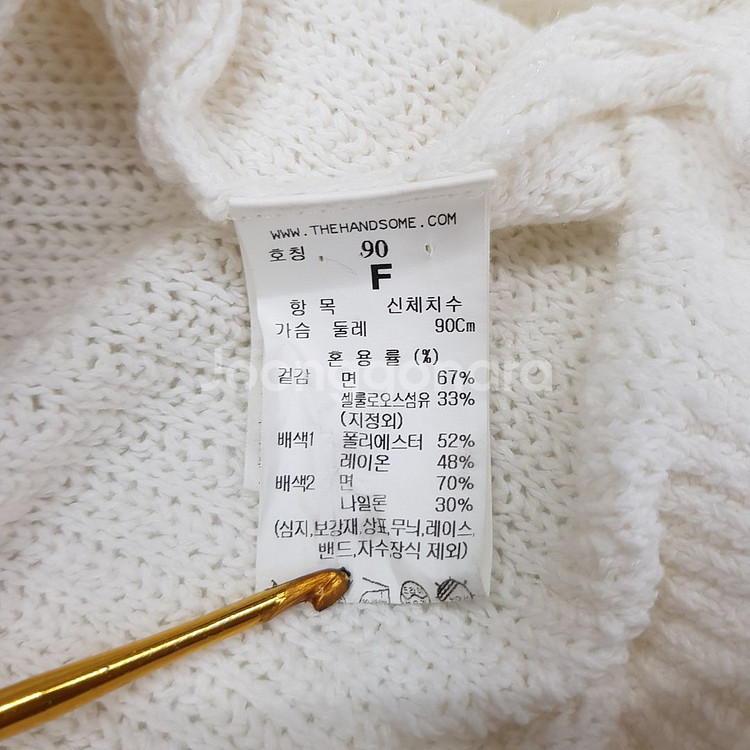 WWW.THEHANDSOME.COM
호칭 90
F
항 목 신체치수
가슴 둘레 90Cm
혼 용 률 (%)
겉감 면 67%
셀룰로오스섬유 33%
(지정외)
배색1 폴리에스터 52%
레이온 48%
배색2 면 70%
나일론 30%
(심지,보강재,상표,무늬,레이스,
밴드,자수장식 제외)
Joonggonara